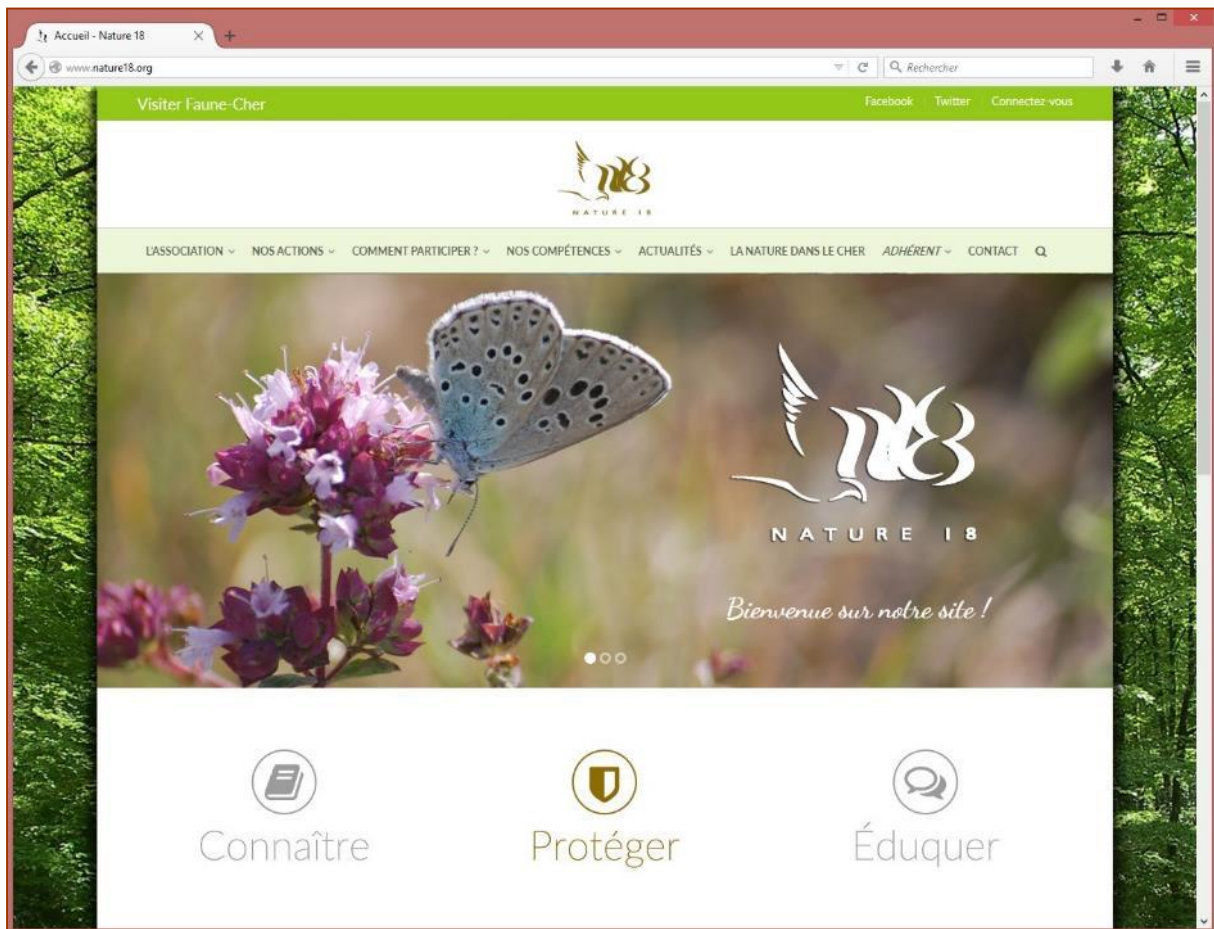 Accueil - Nature 18
www.nature18.org
Rechercher
Visiter Faune-Cher
Facebook Twitter Connectez-vous
n18
NATURE 18
L'ASSOCIATION NOS ACTIONS COMMENT PARTICIPER ? NOS COMPÉTENCES ACTUALITÉS LA NATURE DANS LE CHER ADHÉRENT CONTACT
n18
NATURE 18
Bienvenue sur notre site !
Connaître Protéger Éduquer